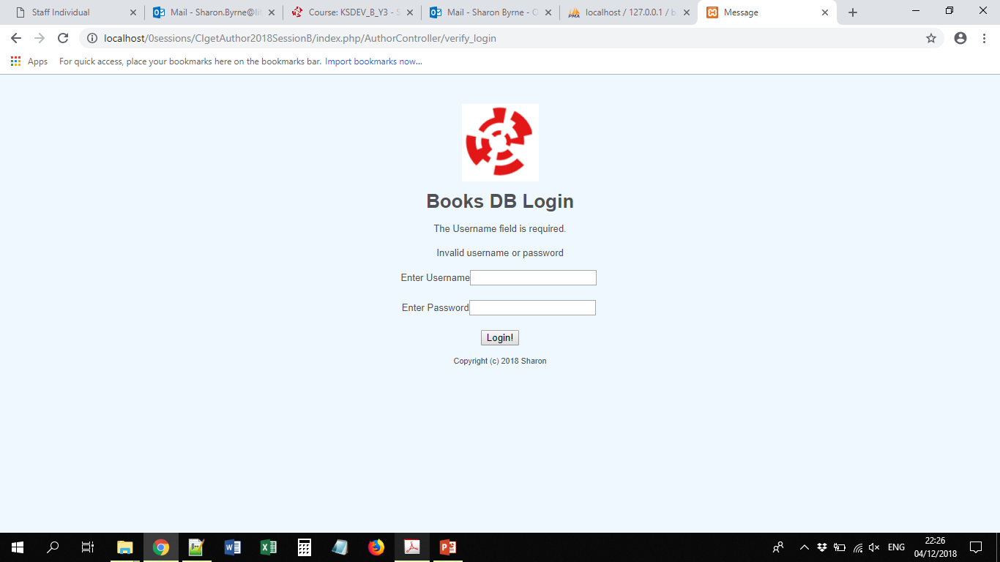 Staff Individual
Mail - Sharon.Byrne@lit
Course: KSDEV_B_Y3 - S
Mail - Sharon Byrne - O
localhost / 127.0.0.1 / b
Message
localhost/0sessions/CIgetAuthor2018SessionB/index.php/AuthorController/verify_login
Apps For quick access, place your bookmarks here on the bookmarks bar. Import bookmarks now...
Books DB Login
The Username field is required.
Invalid username or password
Enter Username
Enter Password
Login!
Copyright (c) 2018 Sharon
ENG
22:26
04/12/2018